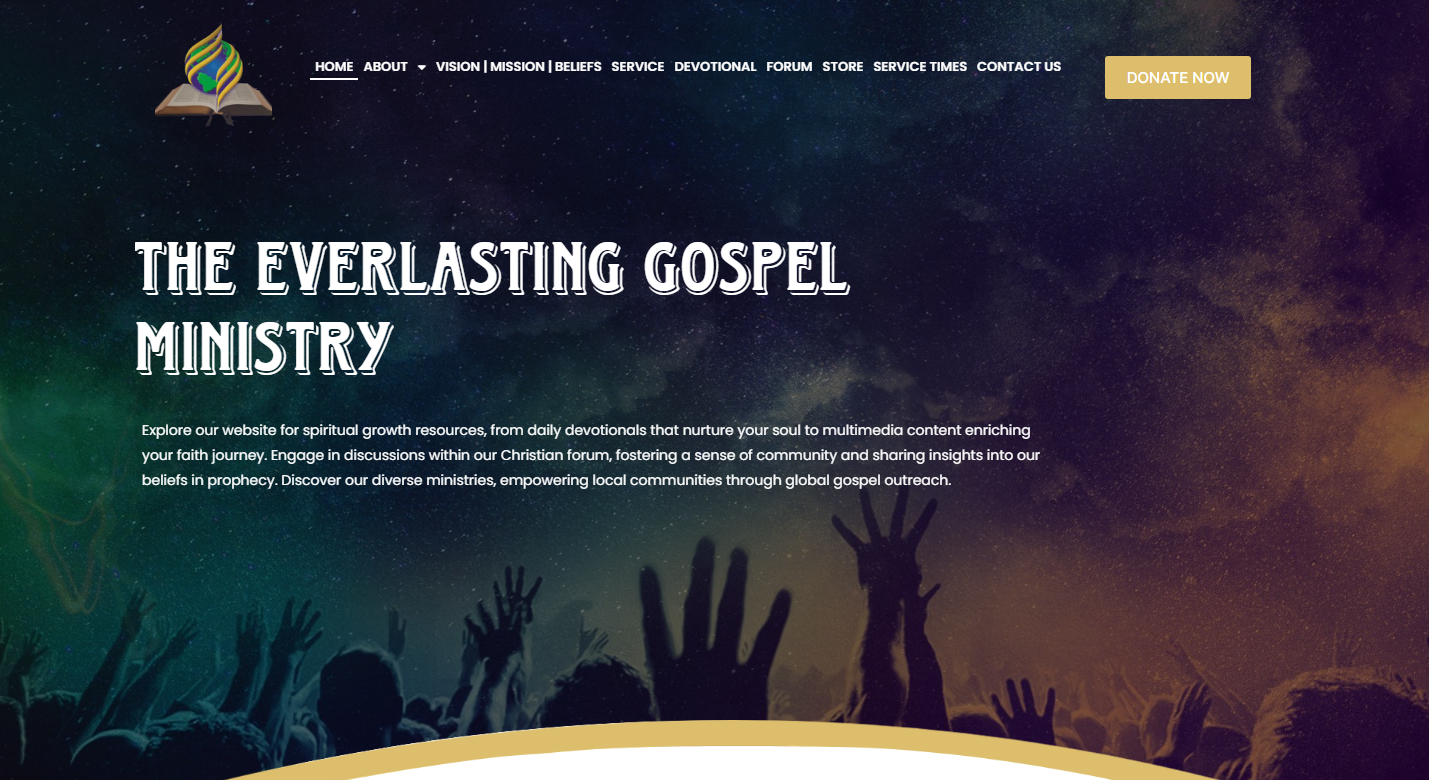 HOME ABOUT VISION | MISSION | BELIEFS SERVICE DEVOTIONAL FORUM STORE SERVICE TIMES CONTACT US
DONATE NOW
THE EVERLASTING GOSPEL
MINISTRY
Explore our website for spiritual growth resources, from daily devotionals that nurture your soul to multimedia content enriching
your faith journey. Engage in discussions within our Christian forum, fostering a sense of community and sharing insights into our
beliefs in prophecy. Discover our diverse ministries, empowering local communities through global gospel outreach.